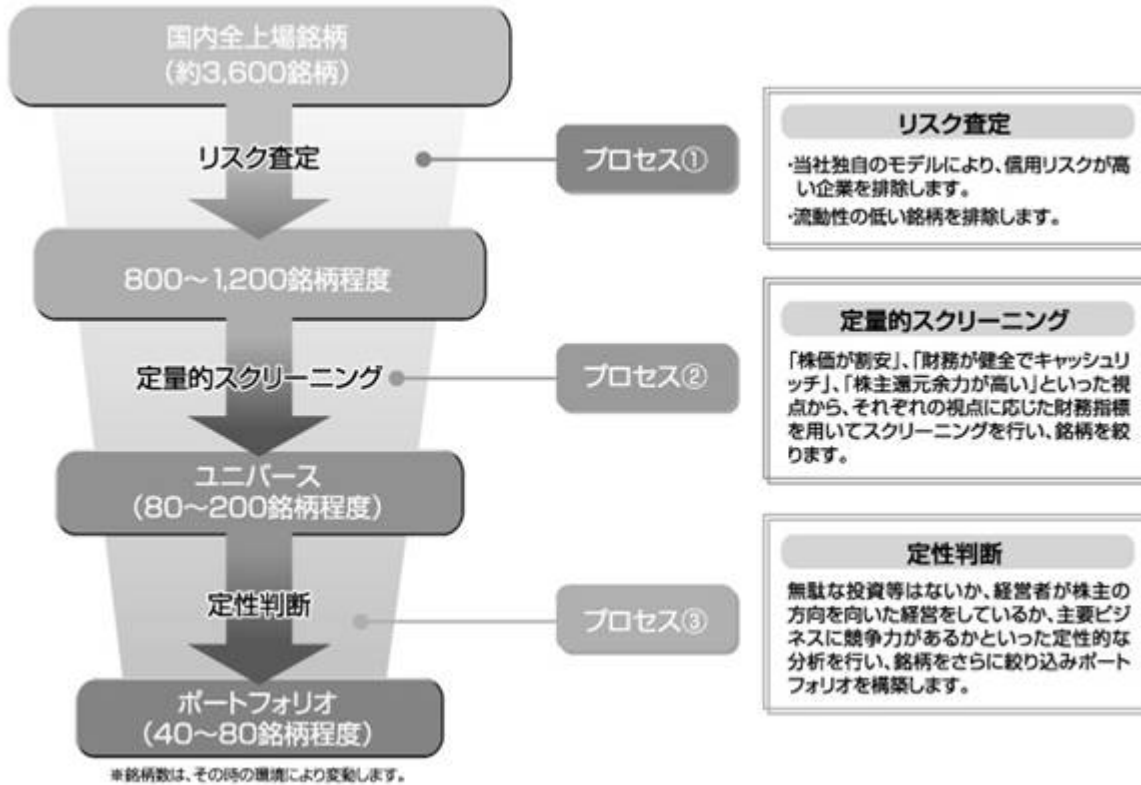 国内全上場銘柄
(約3,600銘柄)
リスク査定
800～1,200銘柄程度
定量的スクリーニング
ユニバース
(80～200銘柄程度)
定性判断
ポートフォリオ
(40～80銘柄程度)
※銘柄数は、その時の環境により変動します。
プロセス①
リスク査定
・当社独自のモデルにより、信用リスクが高
い企業を排除します。
・流動性の低い銘柄を排除します。
プロセス②
定量的スクリーニング
「株価が割安」、「財務が健全でキャッシュリ
ッチ」、「株主還元余力が高い」といった視
点から、それぞれの視点に応じた財務指標
を用いてスクリーニングを行い、銘柄を絞
ります。
プロセス③
定性判断
無駄な投資等はないか、経営者が株主の
方向を向いた経営をしているか、主要ビジ
ネスに競争力があるかといった定性的な
分析を行い、銘柄をさらに絞り込みポート
フォリオを構築します。